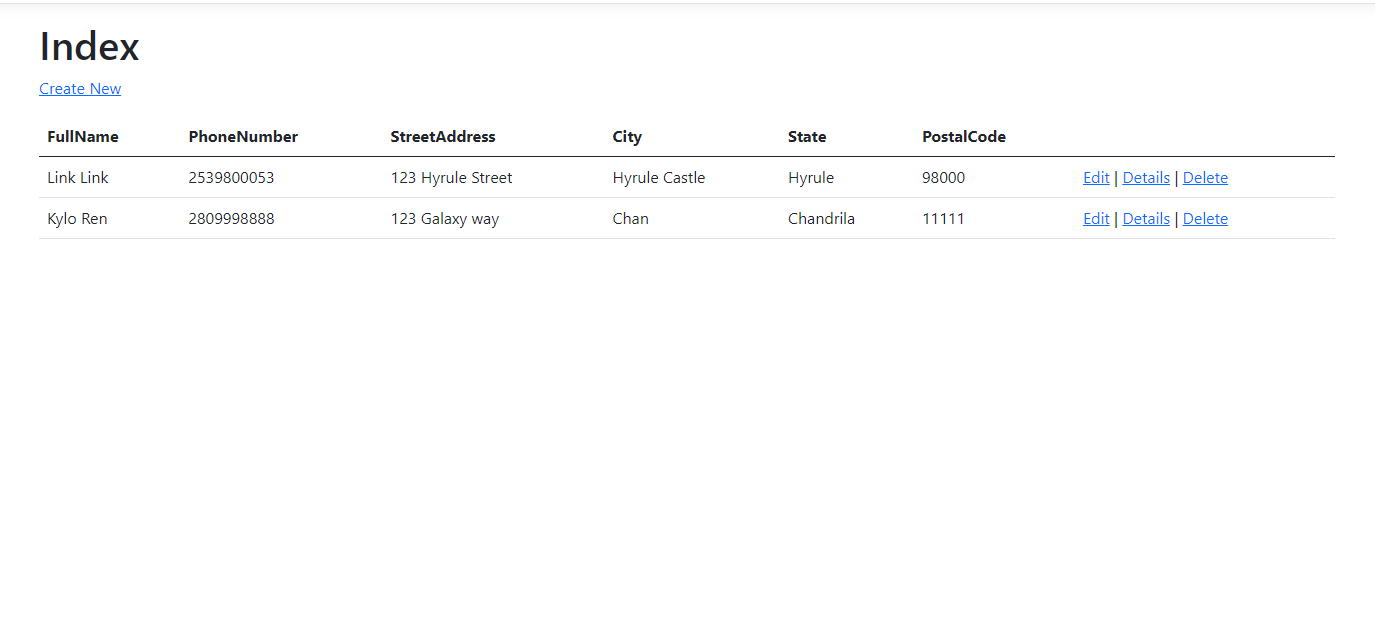 Index
Create New
FullName PhoneNumber StreetAddress City State PostalCode
Link Link 2539800053 123 Hyrule Street Hyrule Castle Hyrule 98000 Edit | Details | Delete
Kylo Ren 2809998888 123 Galaxy way Chan Chandrila 11111 Edit | Details | Delete